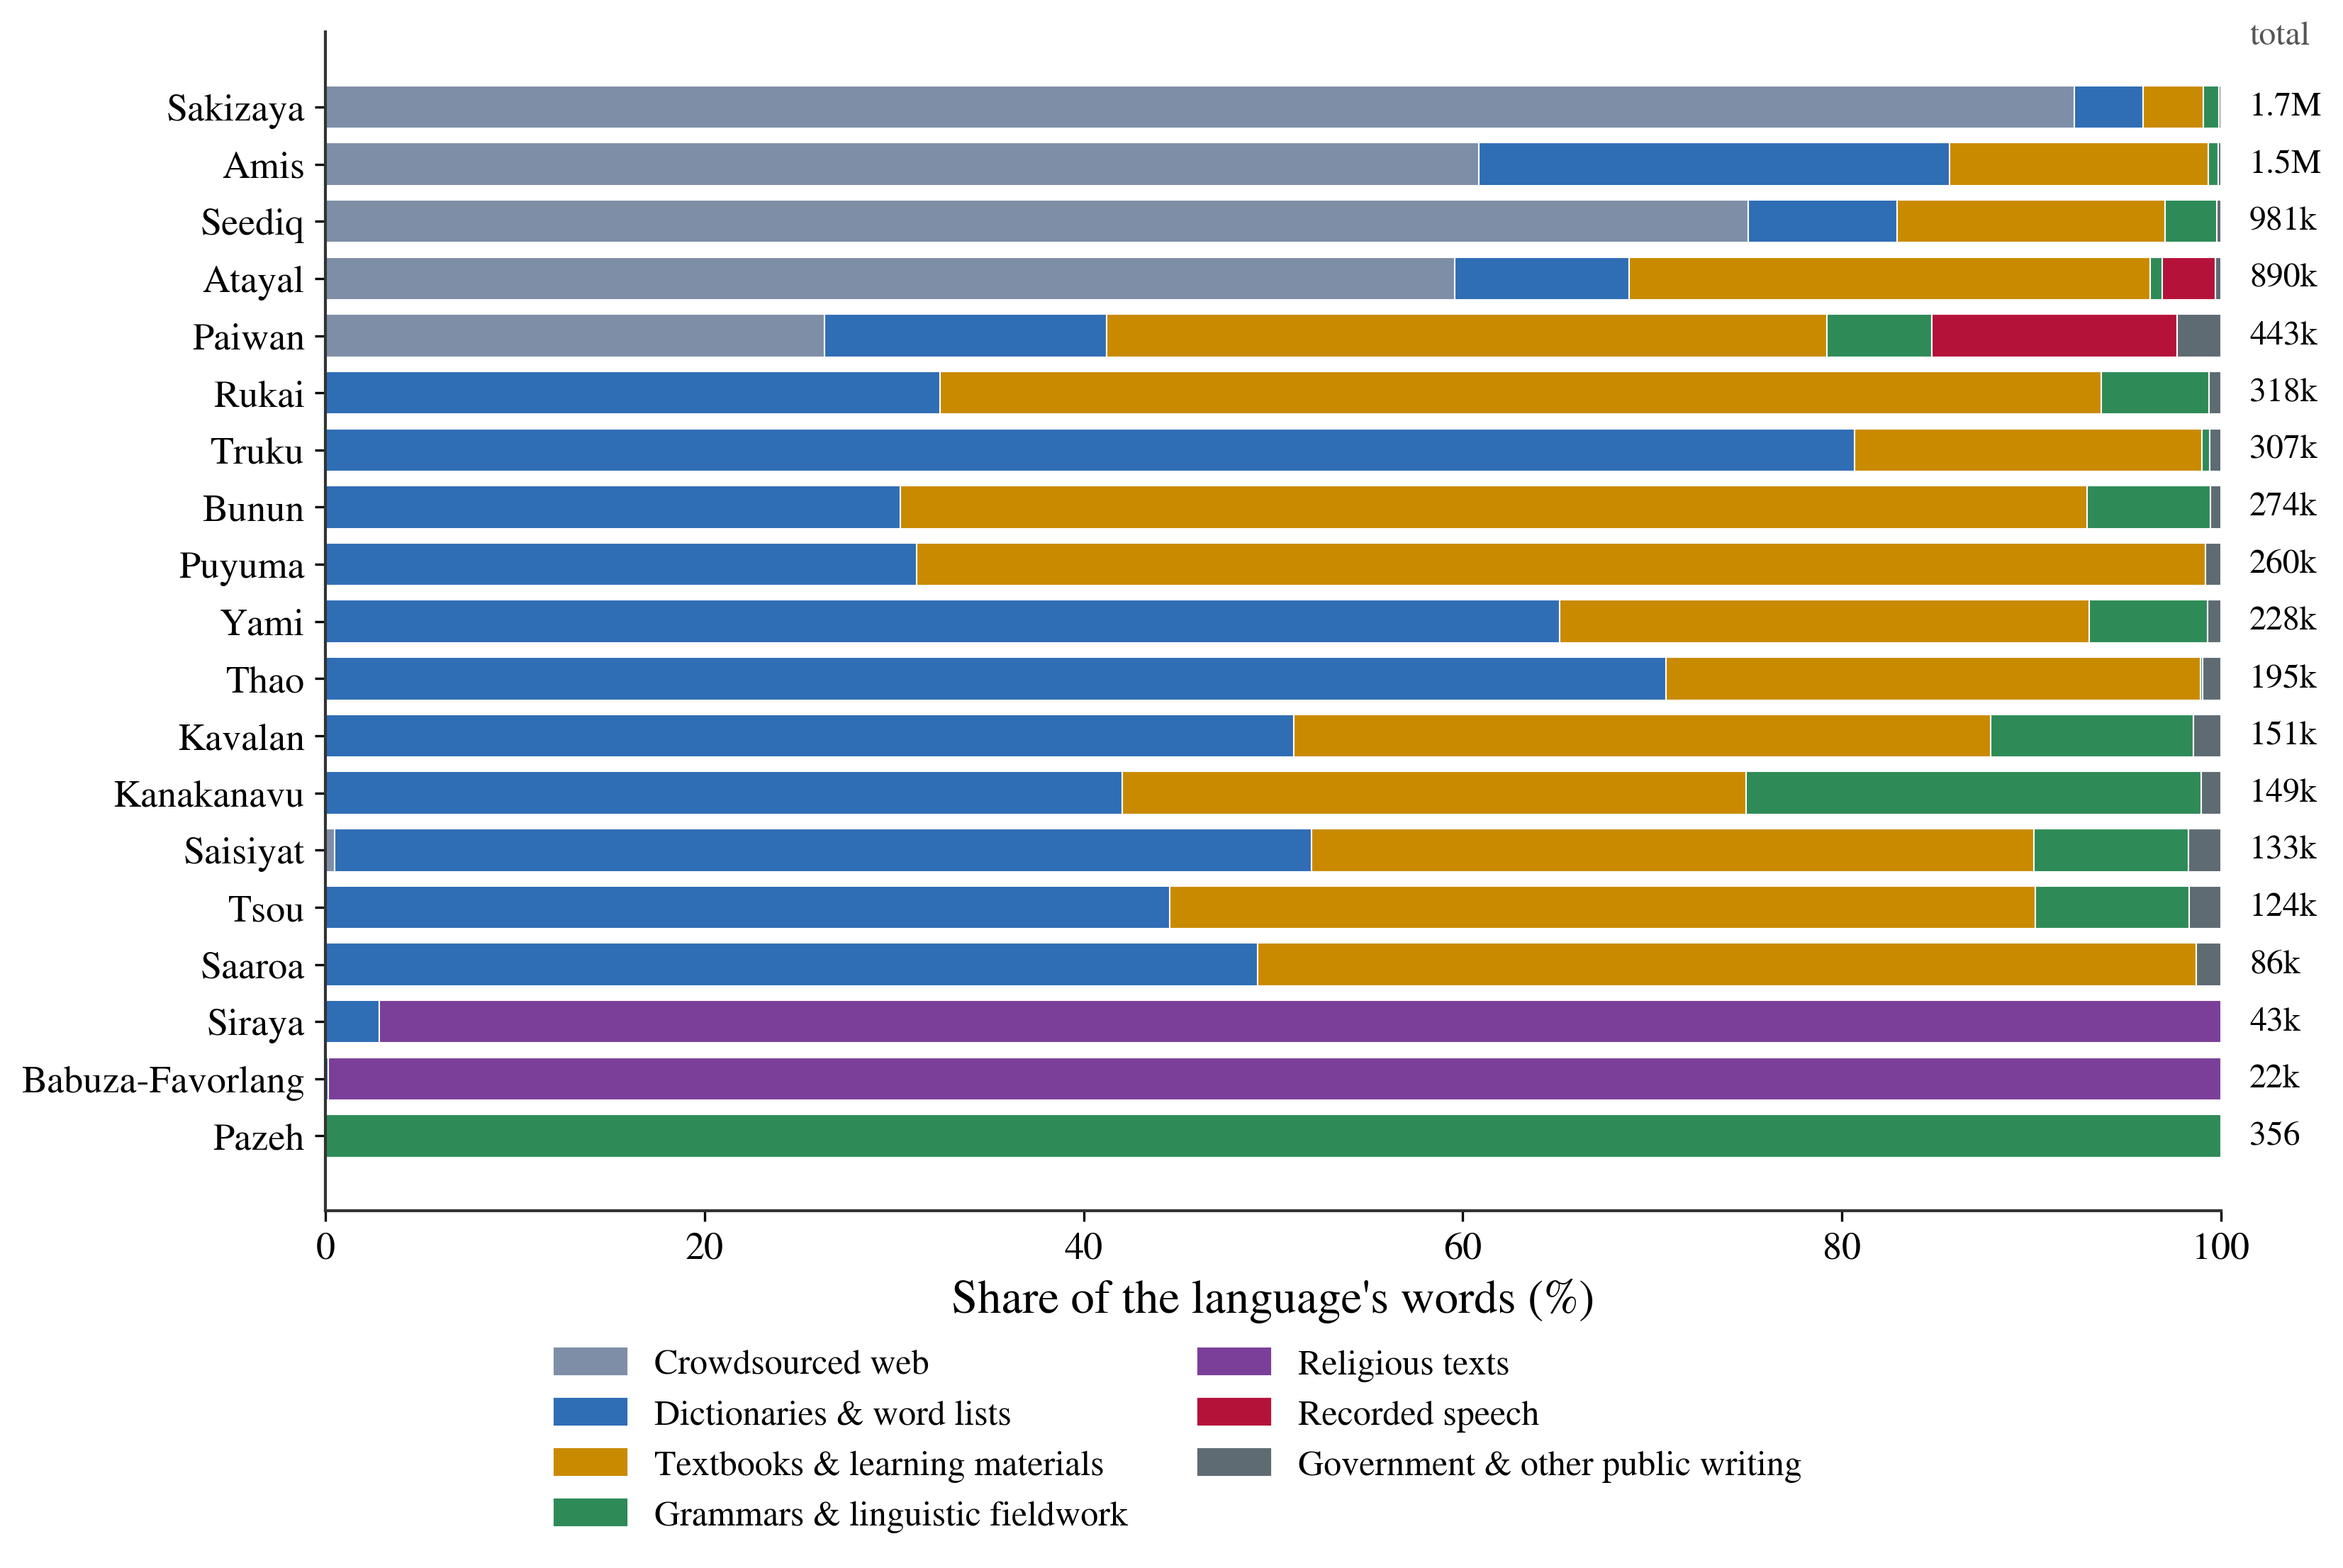 total
Sakizaya 1.7M
Amis 1.5M
Seediq 981k
Atayal 890k
Paiwan 443k
Rukai 318k
Truku 307k
Bunun 274k
Puyuma 260k
Yami 228k
Thao 195k
Kavalan 151k
Kanakanavu 149k
Saisiyat 133k
Tsou 124k
Saaroa 86k
Siraya 43k
Babuza-Favorlang 22k
Pazeh 356
0 20 40 60 80 100
Share of the language's words (%)
Crowdsourced web
Dictionaries & word lists
Textbooks & learning materials
Grammars & linguistic fieldwork
Religious texts
Recorded speech
Government & other public writing